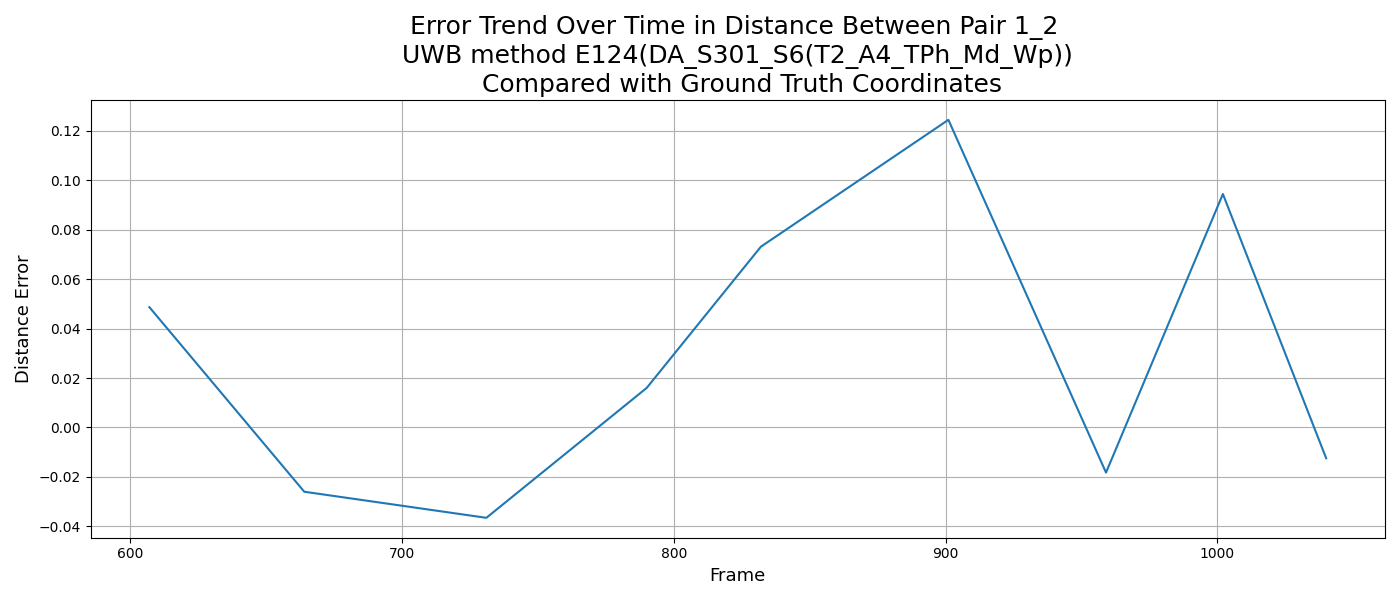 Error Trend Over Time in Distance Between Pair 1_2
UWB method E124(DA_S301_S6(T2_A4_TPh_Md_Wp))
Compared with Ground Truth Coordinates
0.12
0.10
0.08
0.06
0.04
0.02
0.00
−0.02
−0.04
Distance Error
600 700 800 900 1000
Frame